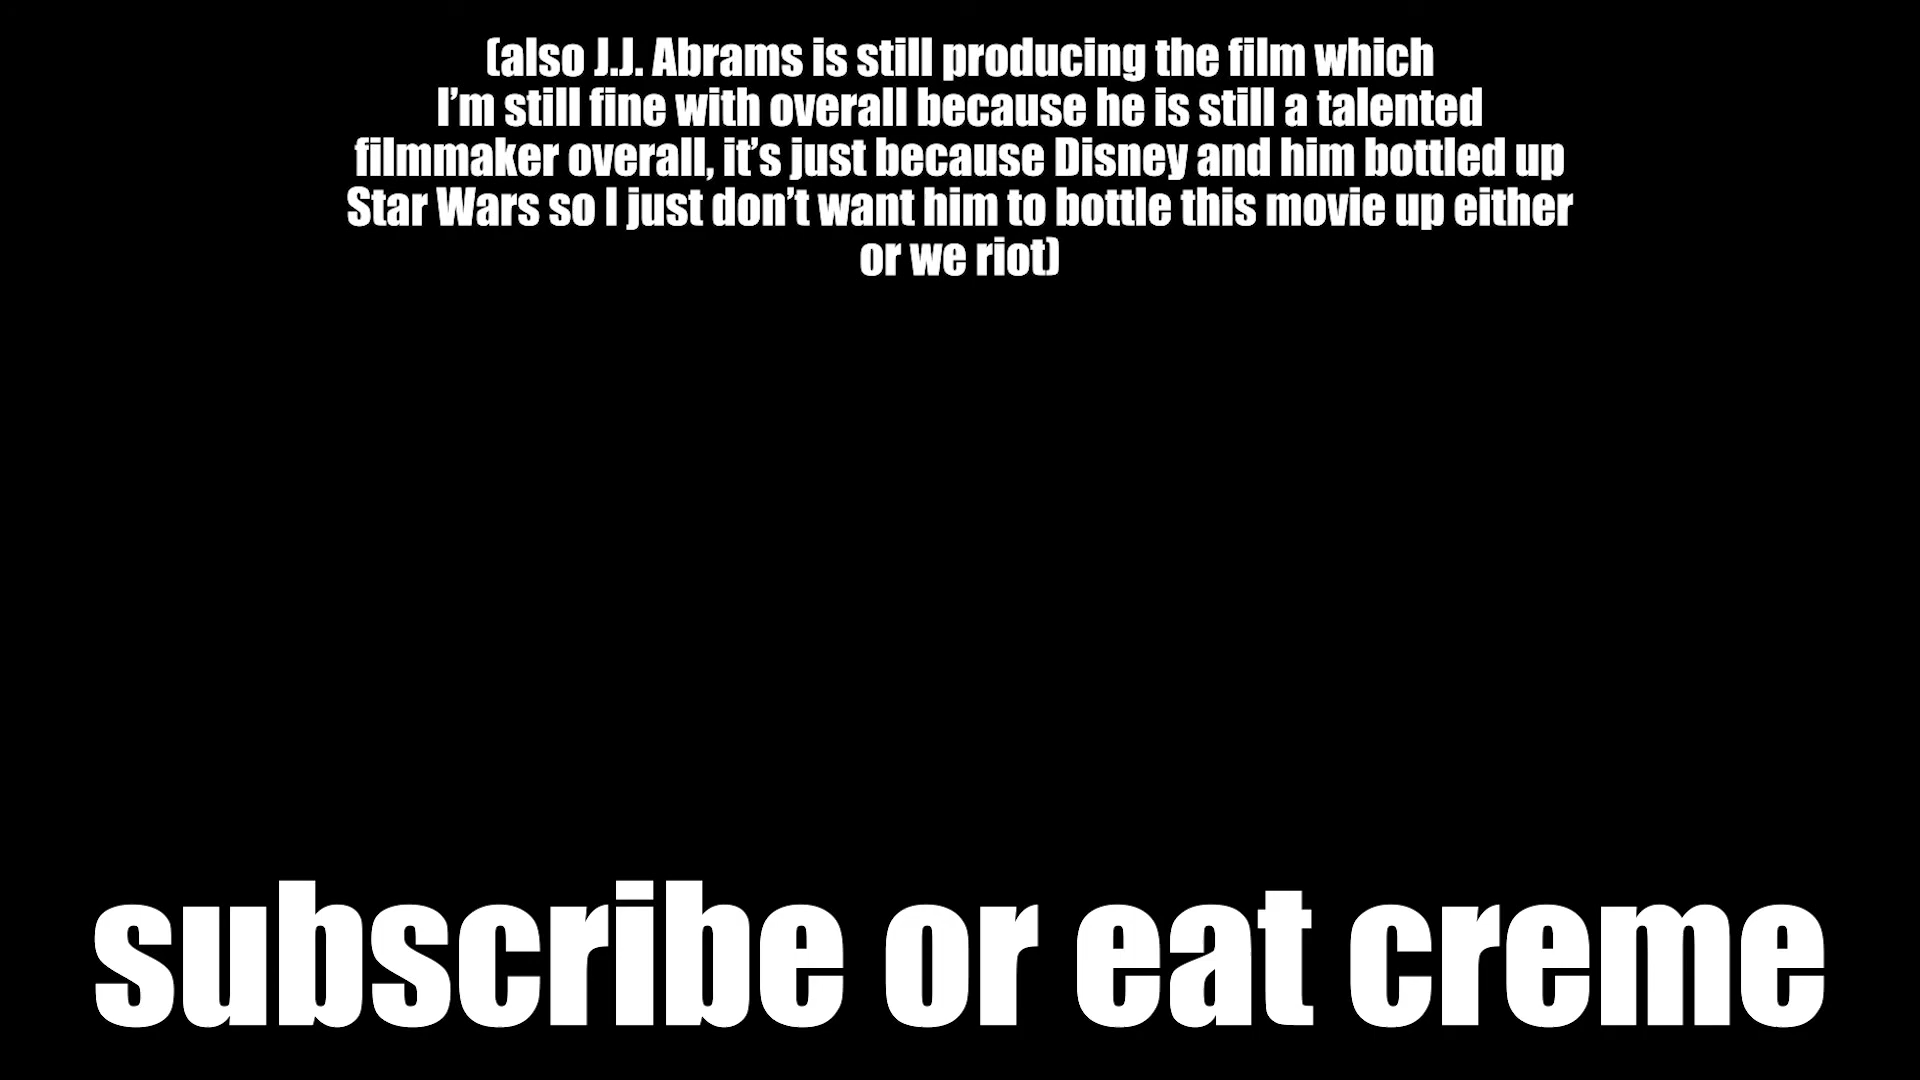 (also J.J. Abrams is still producing the film which
I’m still fine with overall because he is still a talented
filmmaker overall, it’s just because Disney and him bottled up
Star Wars so I just don’t want him to bottle this movie up either
or we riot)
subscribe or eat creme